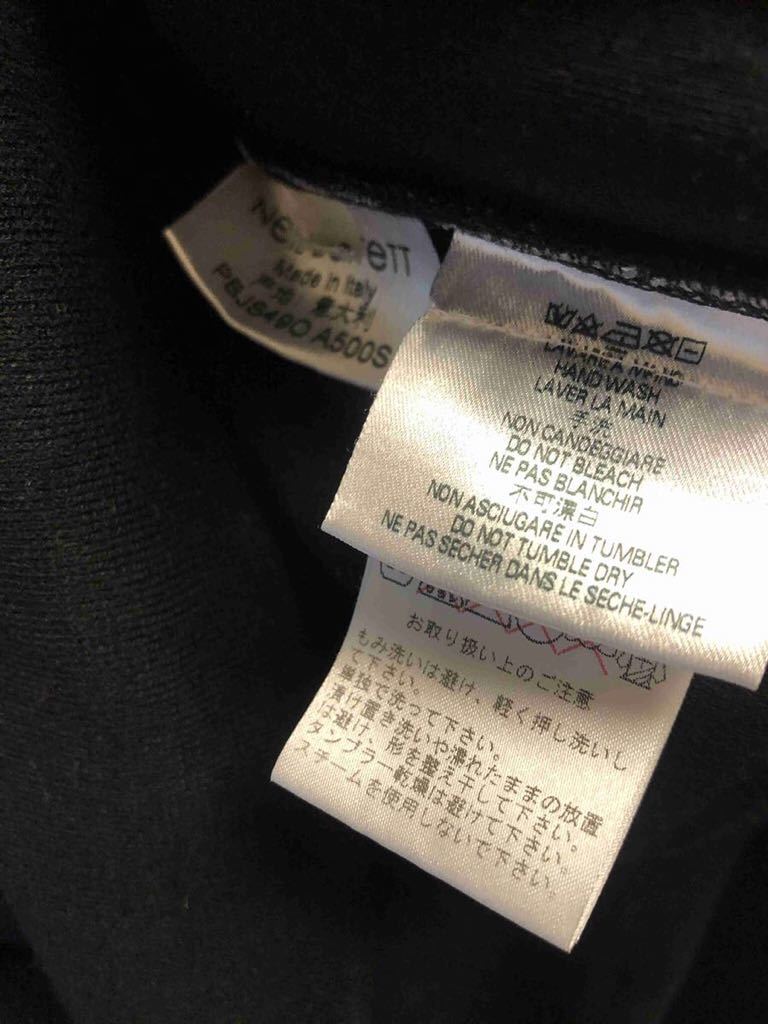 Made in Italy
意大利
A500S
HAND WASH
LAVER LA MAIN
手洗
NON CANDEGGIARE
DO NOT BLEACH
NE PAS BLANCHIR
不可漂白
NON ASCIUGARE IN TUMBLER
DO NOT TUMBLE DRY
NE PAS SECHER DANS LE SECHE-LINGE
お取り扱い上のご注意
もみ洗いは避け、軽く押し洗いし
て下さい。
単独で洗って下さい。
漬け置き洗いや濡れたままの放置
は避け、形を整え干して下さい。
タンブラー乾燥は避けて下さい。
スチームを使用しないで下さい。